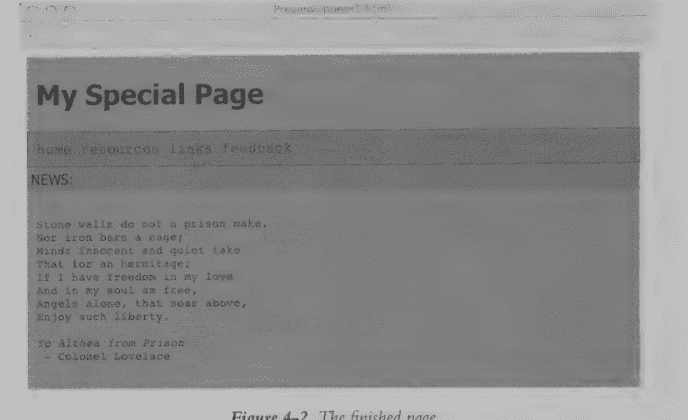 Preview: poem1.html
My Special Page
home resources links feedback
NEWS:
Stone walls do not a prison make,
Nor iron bars a cage;
Minds innocent and quiet take
That for an hermitage;
If I have freedom in my love
And in my soul am free,
Angels alone, that soar above,
Enjoy such liberty.
To Althea from Prison
- Colonel Lovelace
Figure 4-2 The finished page